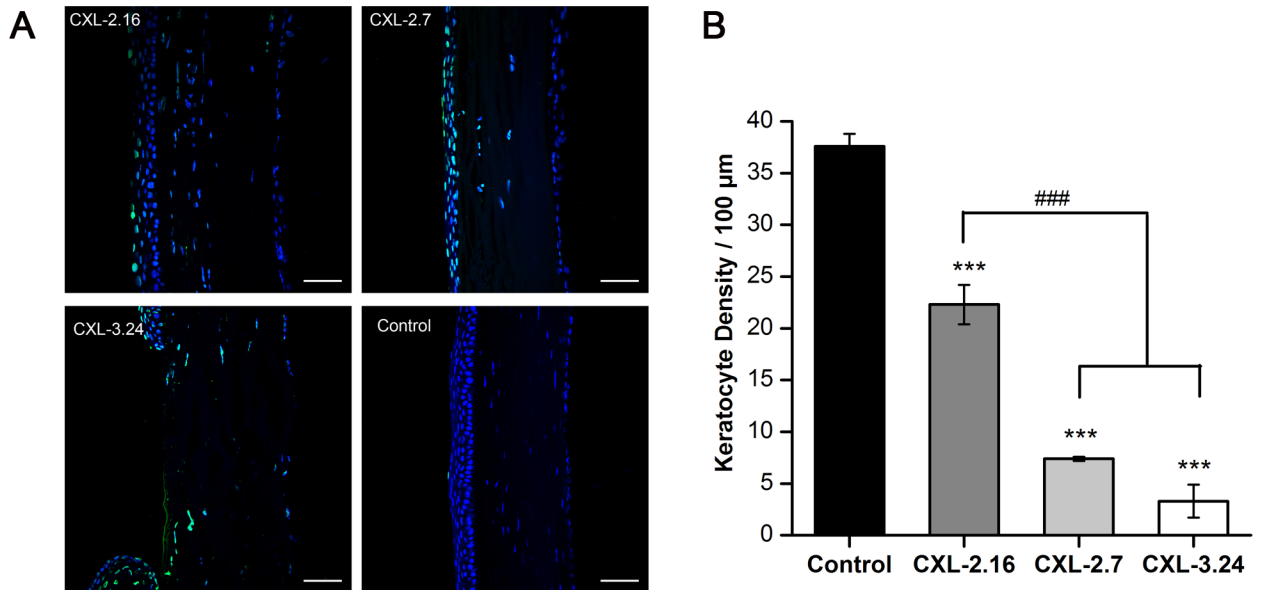 A
CXL-2.16
CXL-2.7
CXL-3.24
Control
B
Keratocyte Density / 100 µm
40
35
30
25
20
15
10
5
0
###
***
***
***
Control
CXL-2.16
CXL-2.7
CXL-3.24